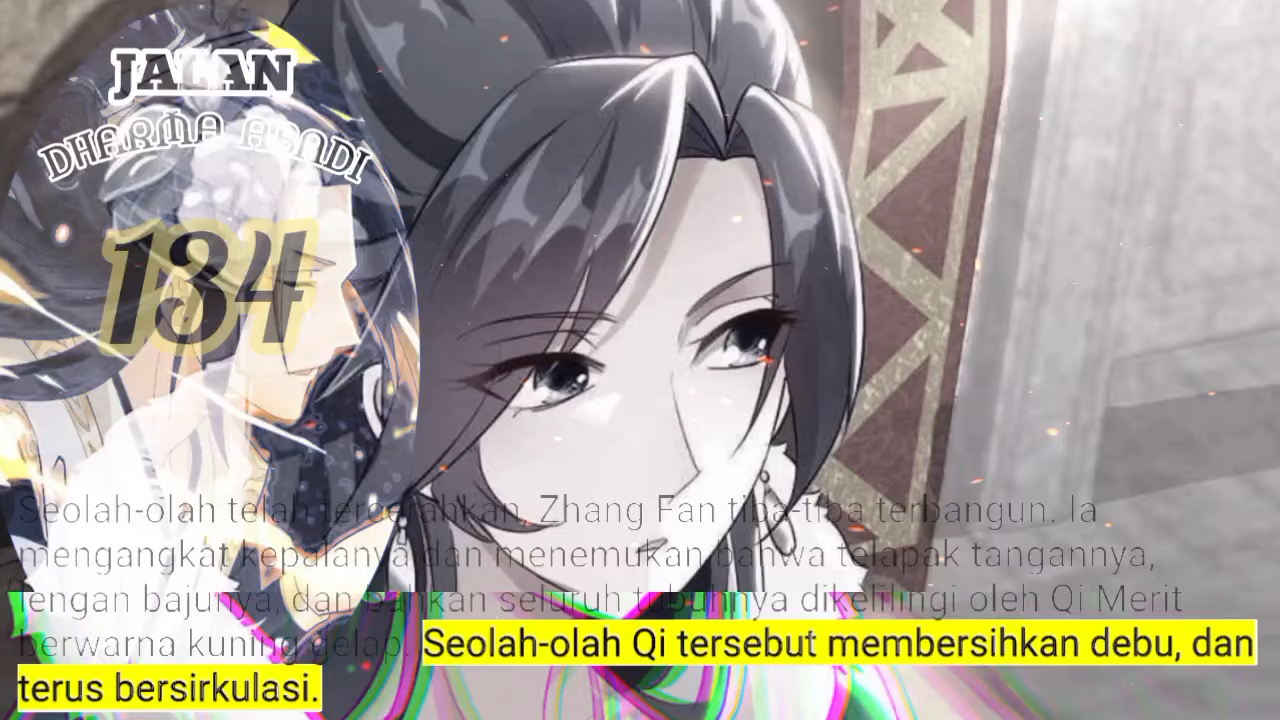 JALAN
DHARMA ABADI
134
Seolah-olah telah tercerahkan, Zhang Fan tiba-tiba terbangun. Ia
mengangkat kepalanya dan menemukan bahwa telapak tangannya,
lengan bajunya, dan bahkan seluruh tubuhnya dikelilingi oleh Qi Merit
berwarna kuning gelap. Seolah-olah Qi tersebut membersihkan debu, dan
terus bersirkulasi.